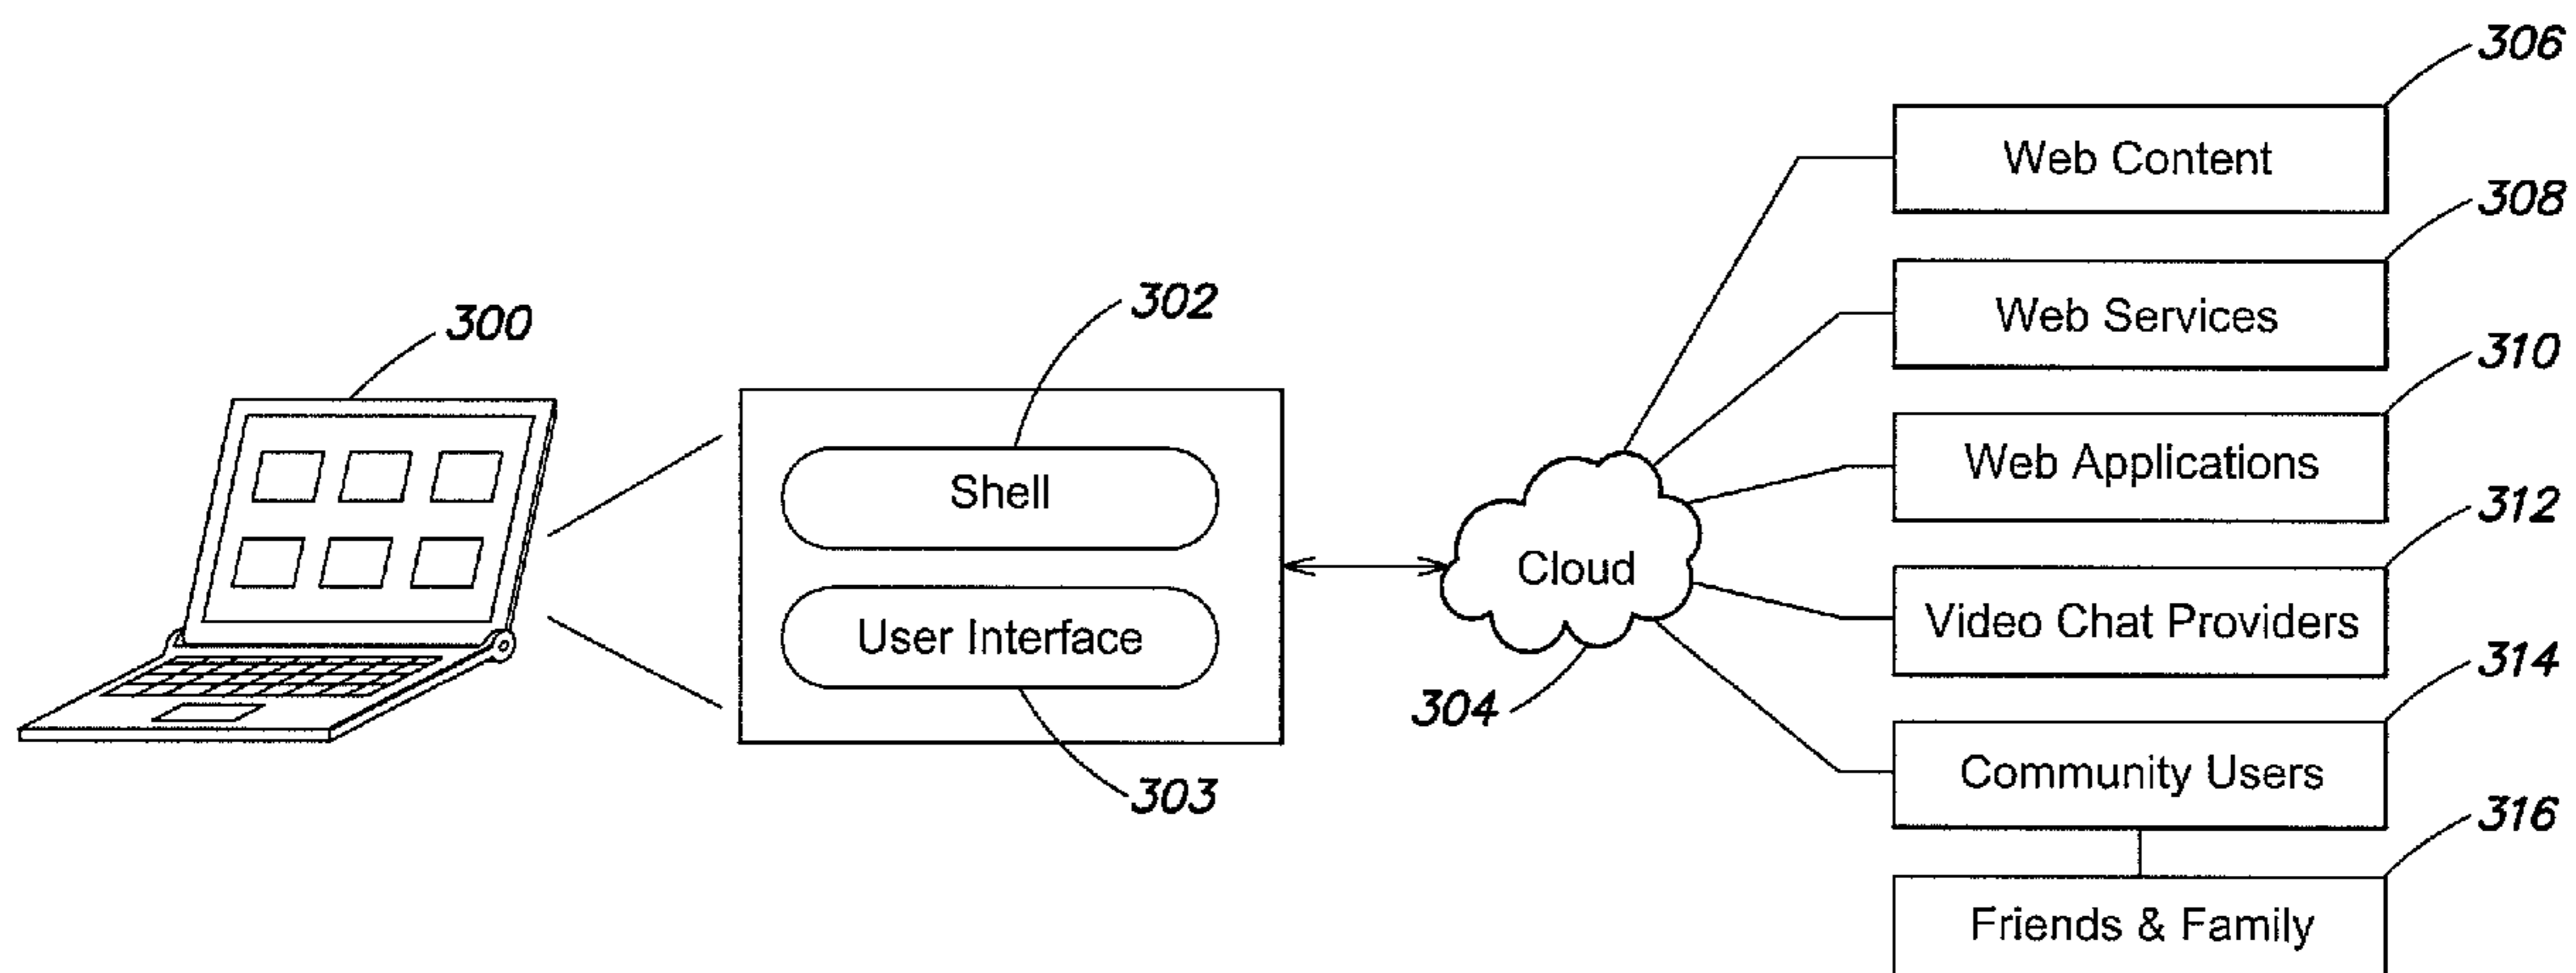 306
Web Content
308
Web Services
310
Web Applications
312
Video Chat Providers
314
Community Users
316
Friends & Family
300
302
Shell
User Interface
303
Cloud
304